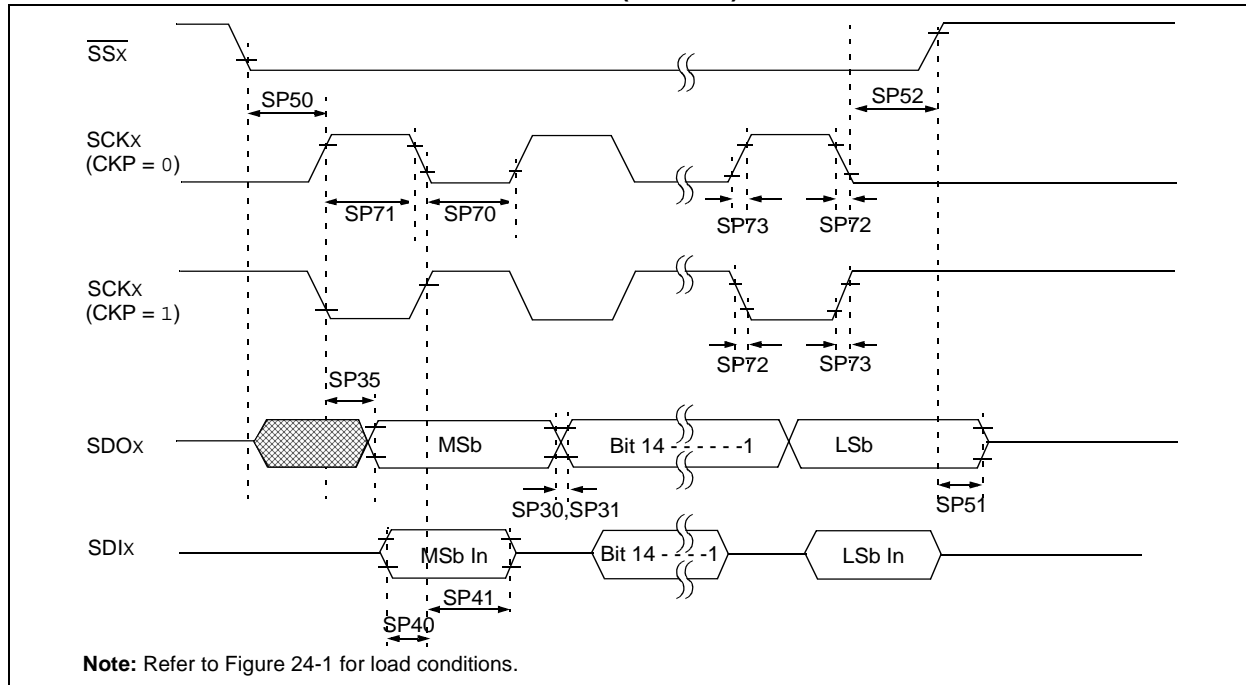 SSX
SP50
SP52
SCKX
(CKP = 0)
SP71
SP70
SP73
SP72
SCKX
(CKP = 1)
SP72
SP73
SP35
SDOX
MSb
Bit 14 - - - - - -1
LSb
SP30,SP31
SP51
SDIX
MSb In
Bit 14 - - - -1
LSb In
SP41
SP40
Note: Refer to Figure 24-1 for load conditions.